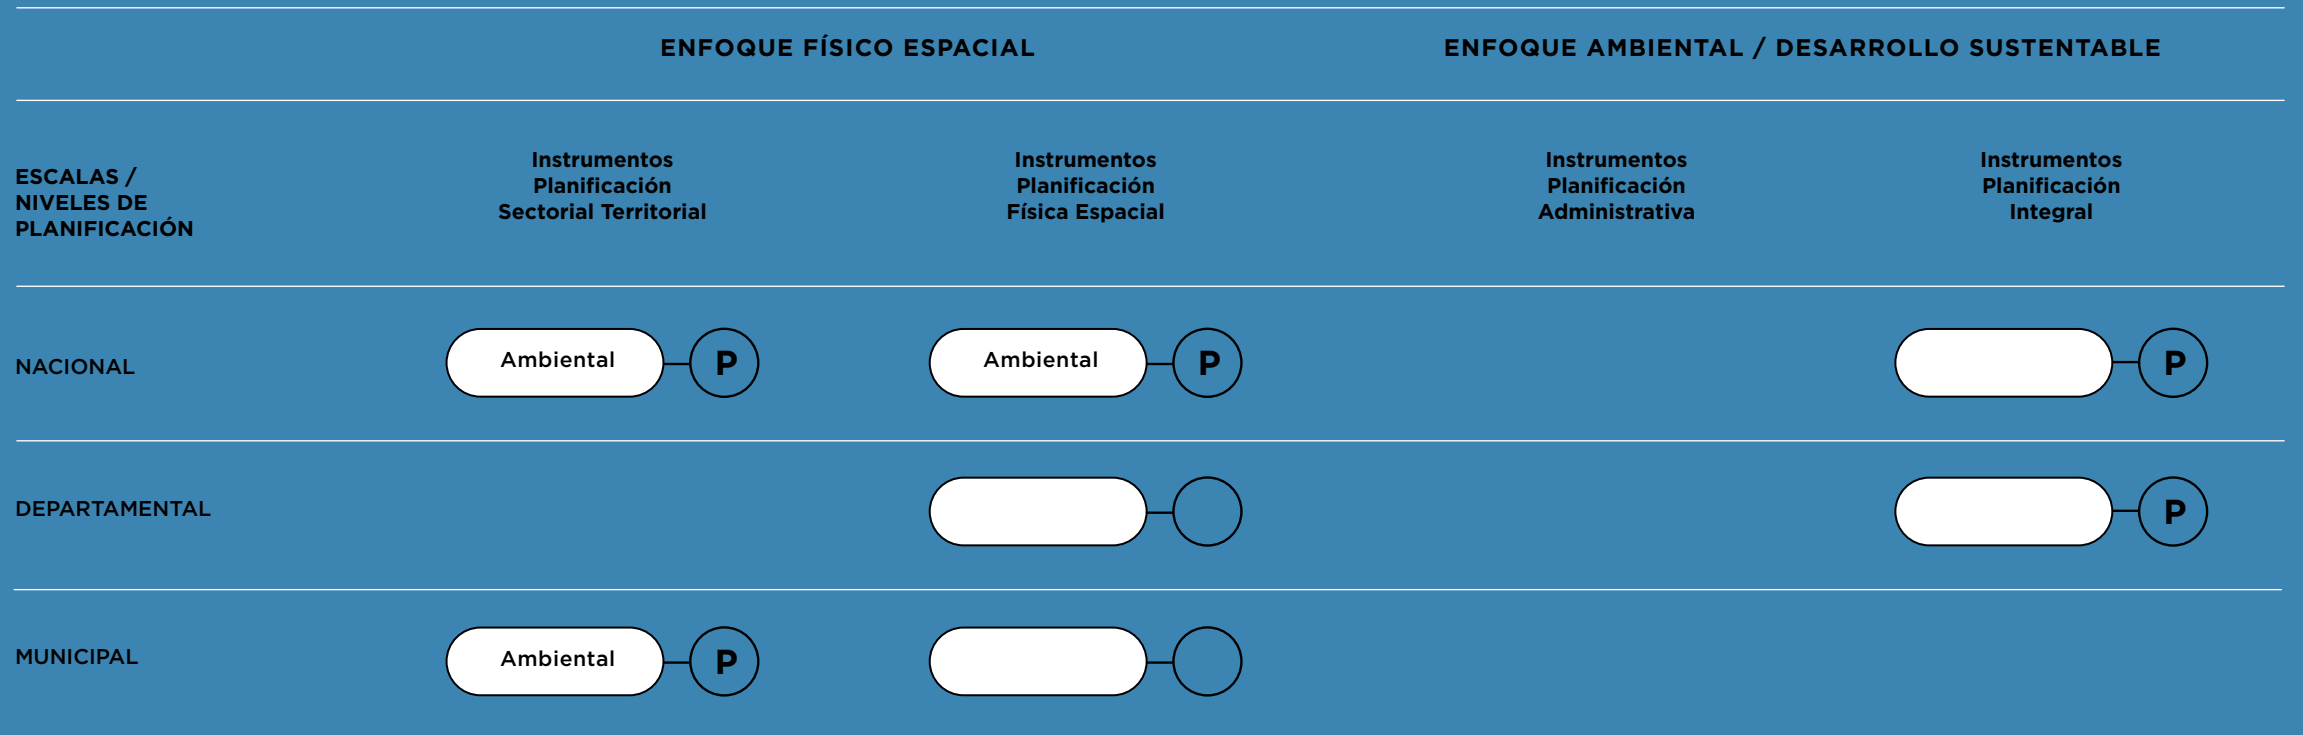 ENFOQUE FÍSICO ESPACIAL
ENFOQUE AMBIENTAL / DESARROLLO SUSTENTABLE
ESCALAS /
NIVELES DE
PLANIFICACIÓN
Instrumentos
Planificación
Sectorial Territorial
Instrumentos
Planificación
Física Espacial
Instrumentos
Planificación
Administrativa
Instrumentos
Planificación
Integral
NACIONAL
Ambiental
P
Ambiental
P
P
DEPARTAMENTAL
P
MUNICIPAL
Ambiental
P